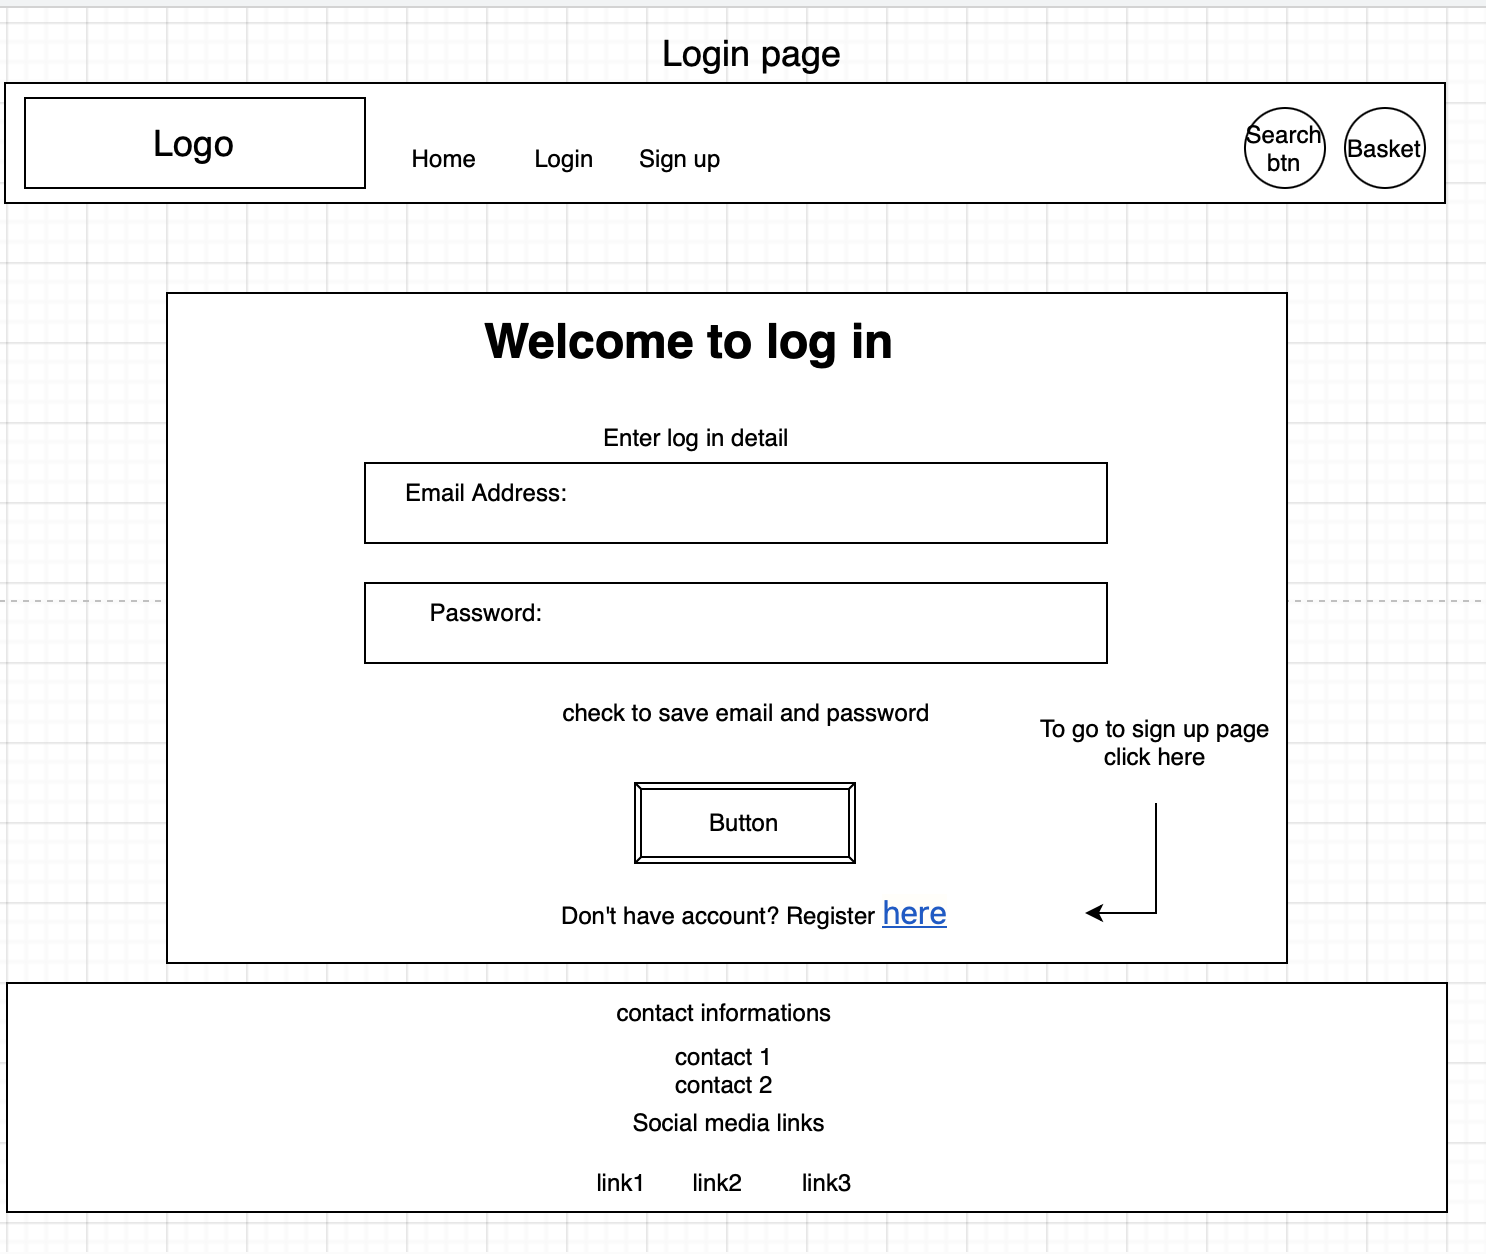 Login page
Logo
Home
Login
Sign up
Search
btn
Basket
Welcome to log in
Enter log in detail
Email Address:
Password:
check to save email and password
To go to sign up page
click here
Button
Don't have account? Register here
contact informations
contact 1
contact 2
Social media links
link1
link2
link3